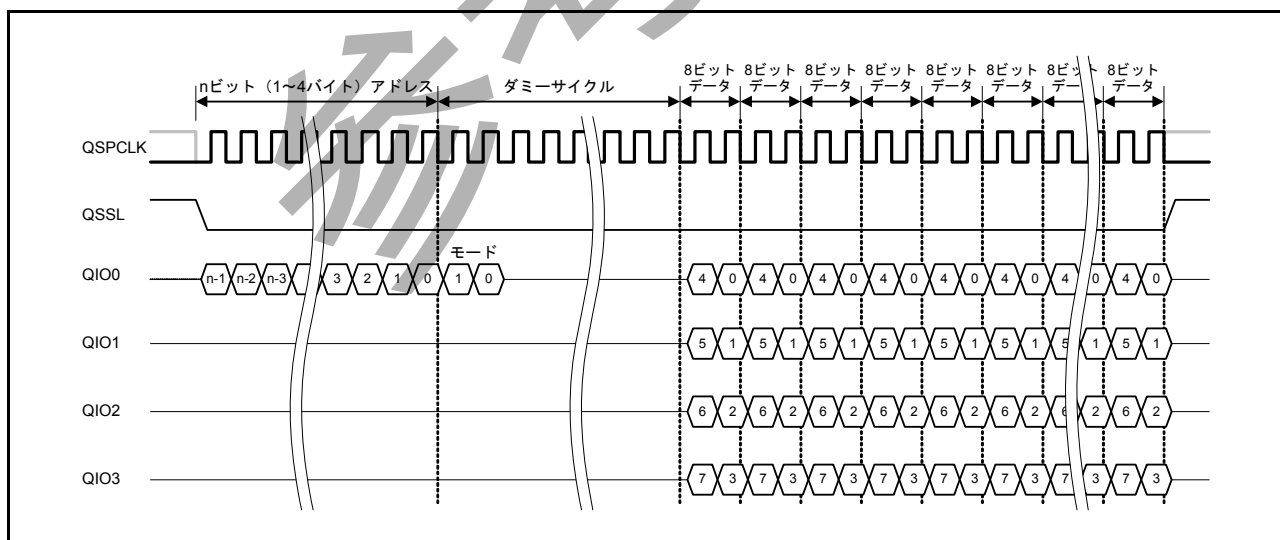 8ビット 8ビット 8ビット 8ビット 8ビット 8ビット 8ビット 8ビット
nビット（1～4バイト）アドレス ダミーサイクル データ データ データ データ データ データ データ データ
QSPCLK
QSSL
モード
QIO0 n-1 n-2 n-3 3 2 1 0 1 0 4 0 4 0 4 0 4 0 4 0 4 0 4 0 4 0
QIO1 5 1 5 1 5 1 5 1 5 1 5 1 5 1 5 1
QIO2 6 2 6 2 6 2 6 2 6 2 6 2 6 2 6 2
QIO3 7 3 7 3 7 3 7 3 7 3 7 3 7 3 7 3